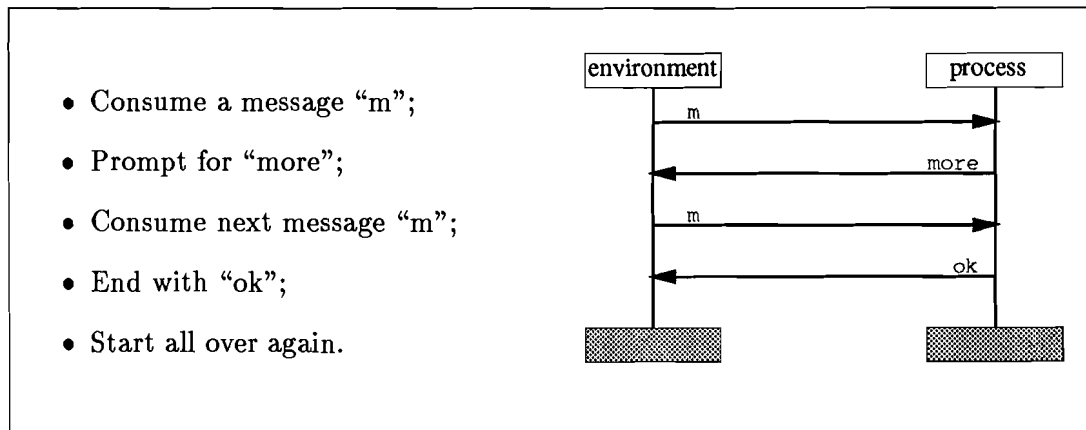 • Consume a message “m”;
• Prompt for “more”;
• Consume next message “m”;
• End with “ok”;
• Start all over again.
environment
process
m
more
m
ok